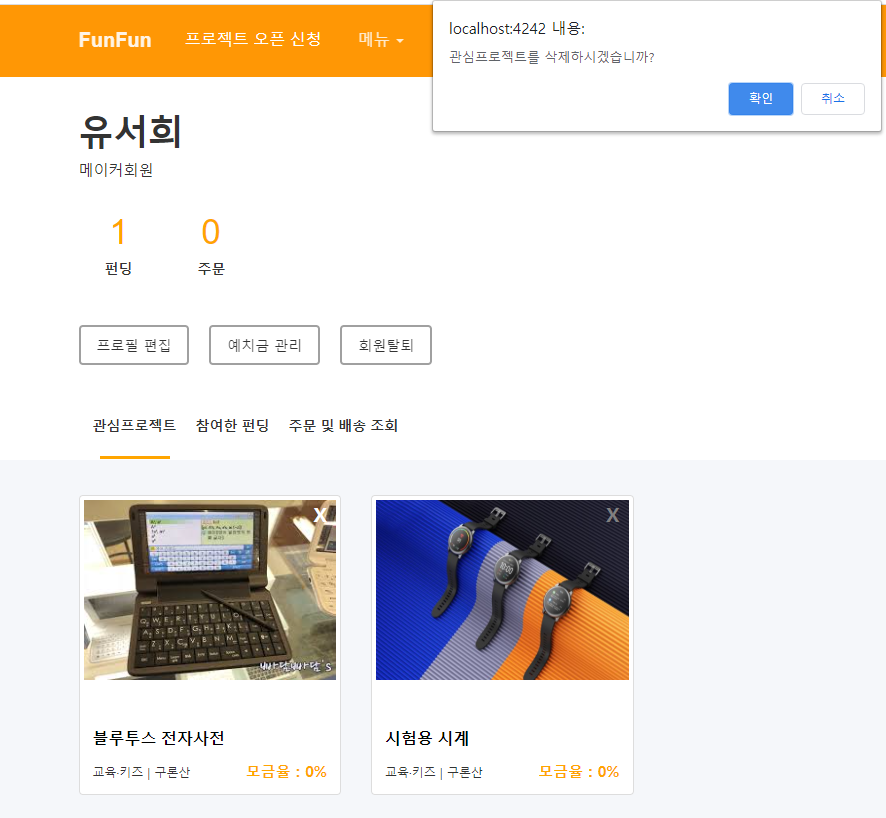 FunFun 프로젝트 오픈 신청 메뉴
localhost:4242 내용:
관심프로젝트를 삭제하시겠습니까?
확인 취소
유서희
메이커회원
1 0
펀딩 주문
프로필 편집 예치금 관리 회원탈퇴
관심프로젝트 참여한 펀딩 주문 및 배송 조회
X X
블루투스 전자사전 시험용 시계
교육·키즈 | 구론산 모금율 : 0% 교육·키즈 | 구론산 모금율 : 0%